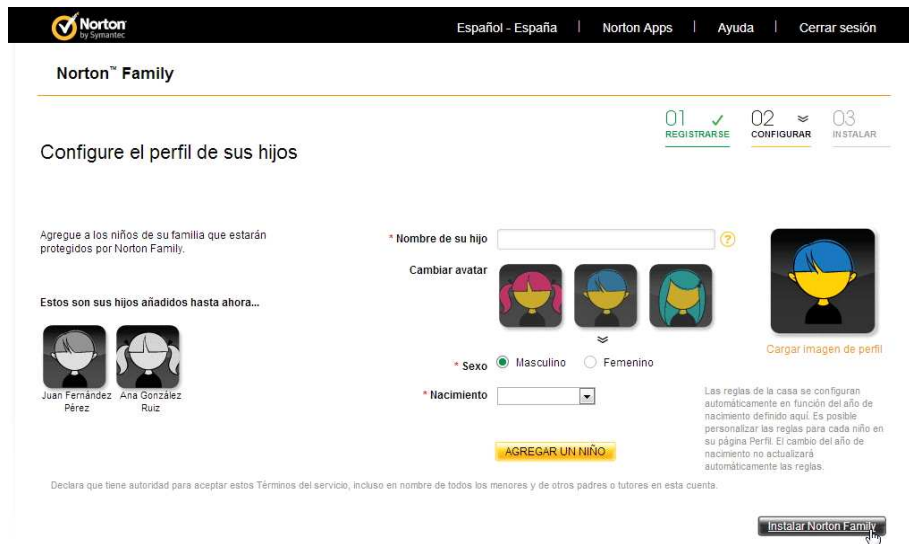 Norton
by Symantec
Español - España | Norton Apps | Ayuda | Cerrar sesión
Norton™ Family
01 02 03
REGISTRARSE CONFIGURAR INSTALAR
Configure el perfil de sus hijos
Agregue a los niños de su familia que estarán
protegidos por Norton Family.
Estos son sus hijos añadidos hasta ahora...
Juan Fernández
Pérez
Ana González
Ruiz
* Nombre de su hijo ?
Cambiar avatar
* Sexo Masculino Femenino
* Nacimiento
AGREGAR UN NIÑO
Cargar imagen de perfil
Las reglas de la casa se configuran
automáticamente en función del año de
nacimiento definido aquí. Es posible
personalizar las reglas para cada niño en
su página Perfil. El cambio del año de
nacimiento no actualizará
automáticamente las reglas.
Declara que tiene autoridad para aceptar estos Términos del servicio, incluso en nombre de todos los menores y de otros padres o tutores en esta cuenta.
Instalar Norton Family